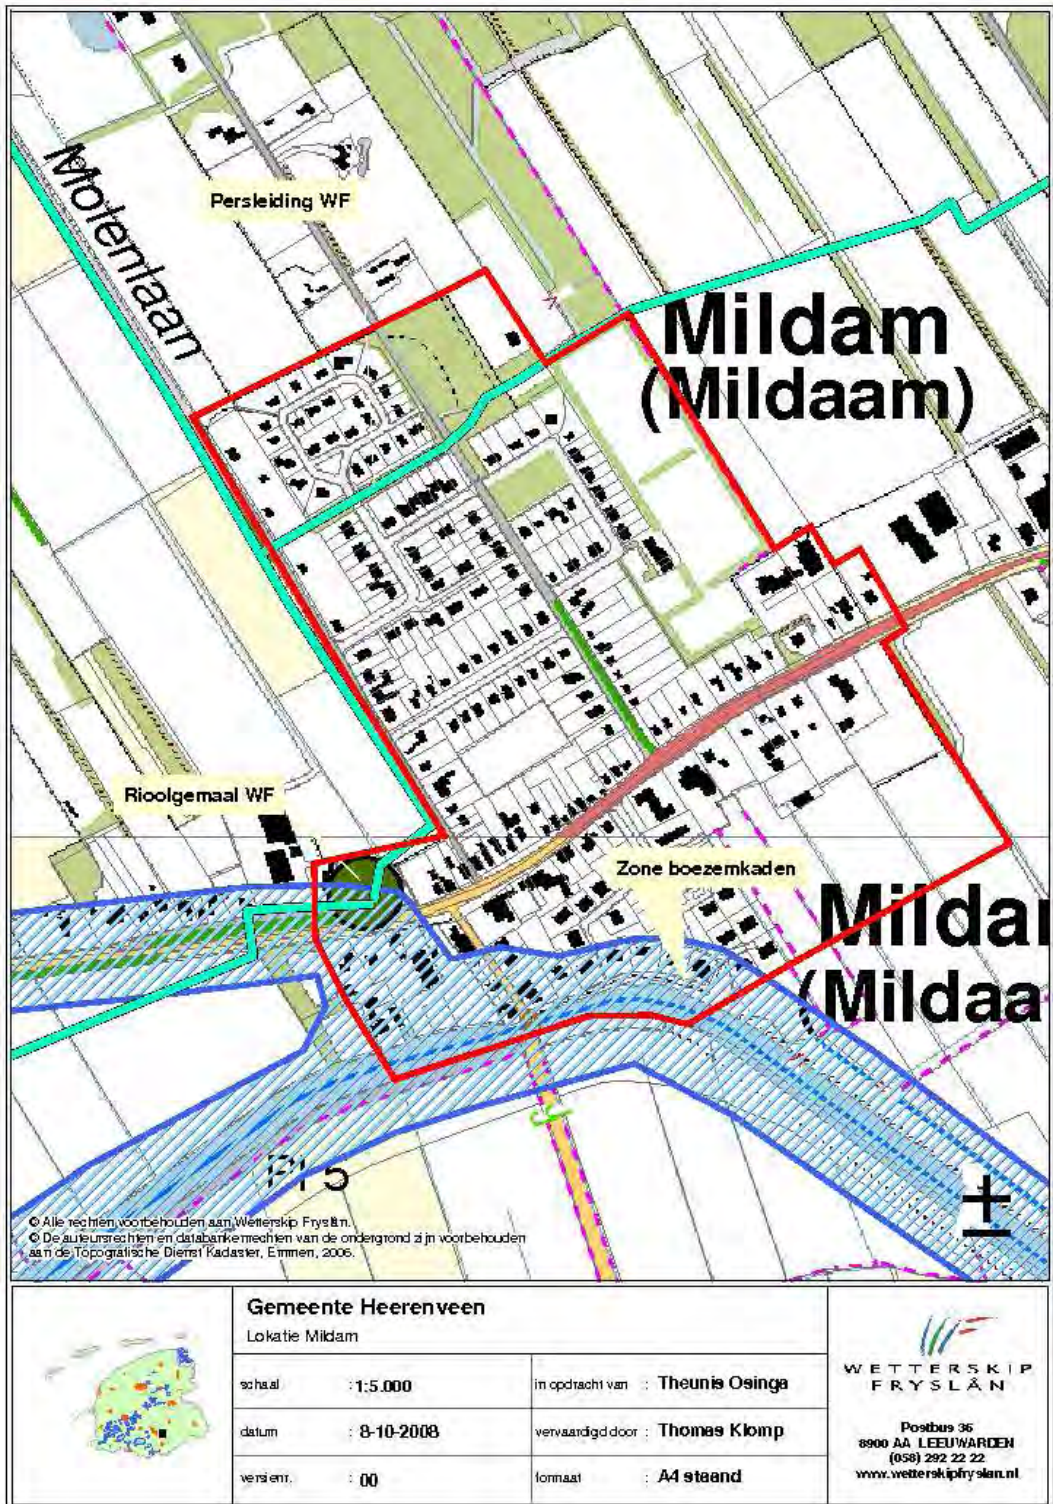 Molenlaan
Persleiding WF
Mildam
(Mildaam)
Rioolgemaal WF
Zone boezemkaden
Mildar
(Mildaa
Pl 5
© Alle rechten voorbehouden aan Wetterskip Fryslân.
© De auteursrechten en databankenrechten van de ondergrond zijn voorbehouden
aan de Topografische Dienst Kadaster, Emmen, 2006.
Gemeente Heerenveen
Lokatie Mildam
schaal : 1:5.000
in opdracht van : Theunis Osinga
datum : 8-10-2008
vervaardigd door : Thomas Klomp
versienr. : 00
formaat : A4 staand
WETTERSKIP
FRYSLÂN
Postbus 36
8900 AA LEEUWARDEN
(058) 292 22 22
www.wetterskipfryslan.nl